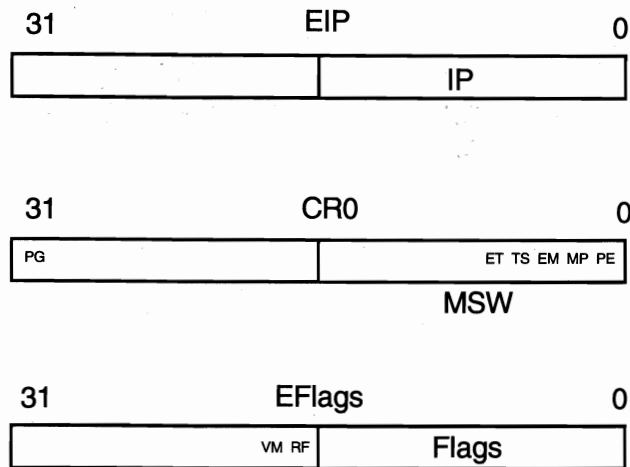 31 EIP 0
IP
31 CR0 0
PG ET TS EM MP PE
MSW
31 EFlags 0
VM RF Flags